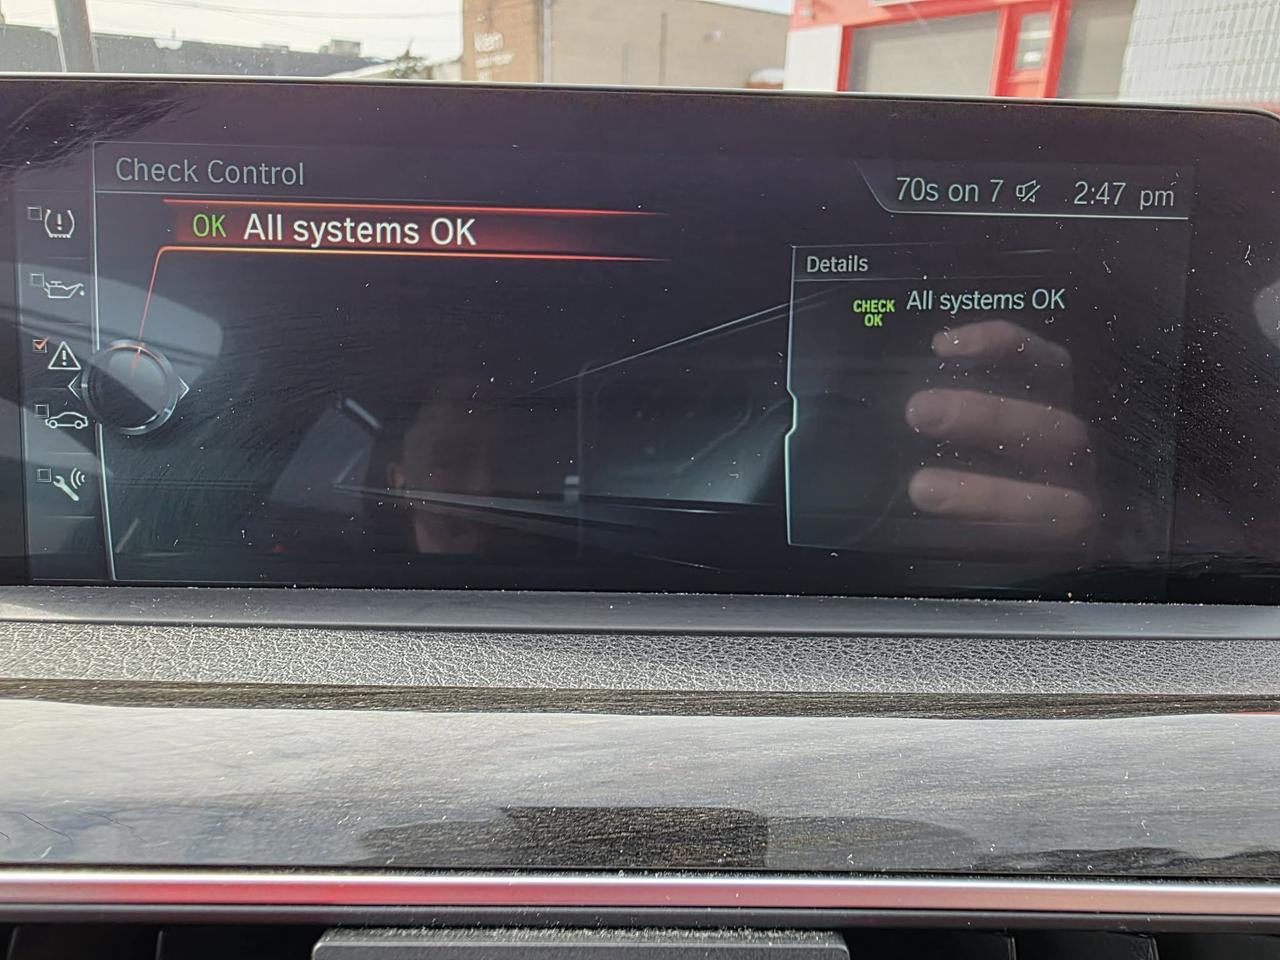 Check Control
70s on 7 2:47 pm
OK All systems OK
Details
CHECK OK All systems OK